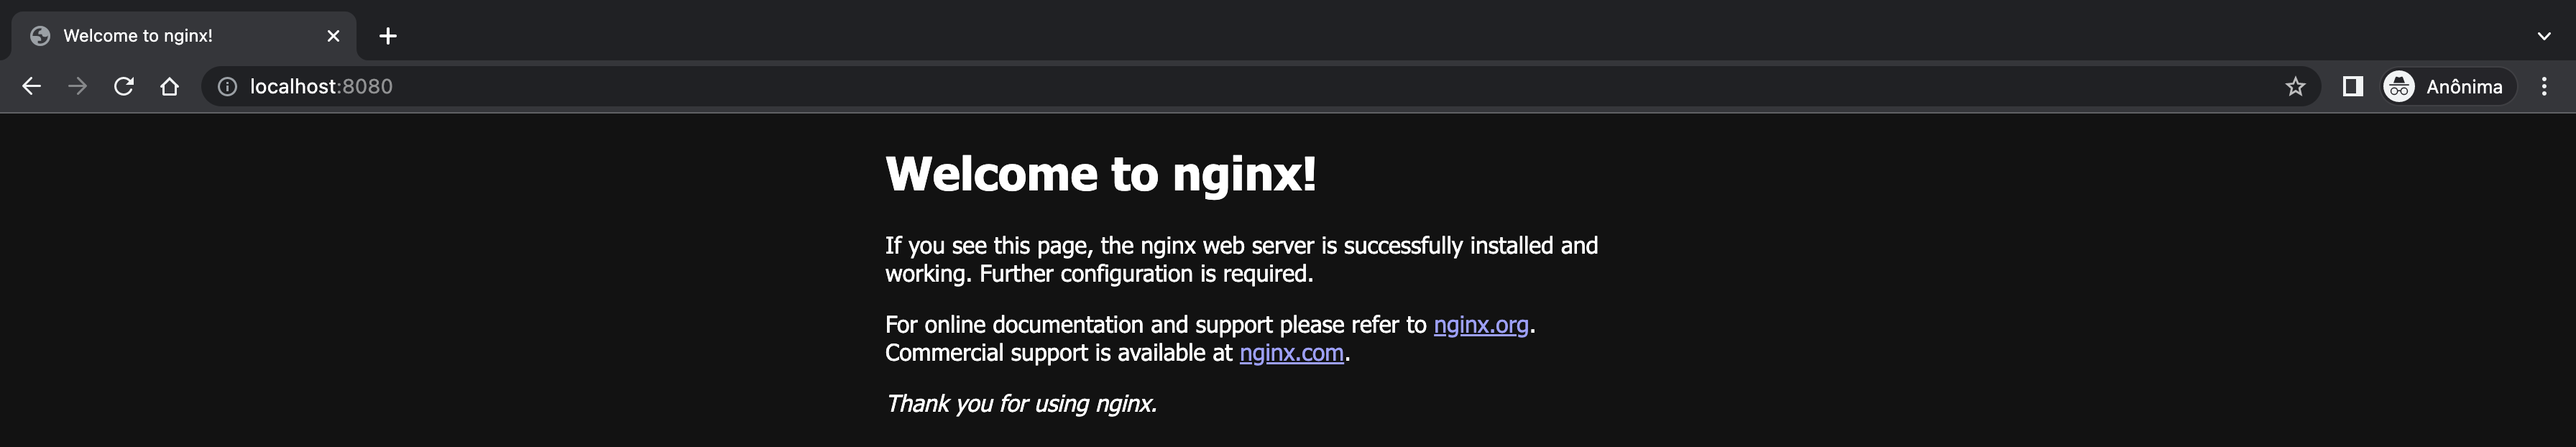 Welcome to nginx!
localhost:8080
Anônima
Welcome to nginx!
If you see this page, the nginx web server is successfully installed and
working. Further configuration is required.
For online documentation and support please refer to nginx.org.
Commercial support is available at nginx.com.
Thank you for using nginx.